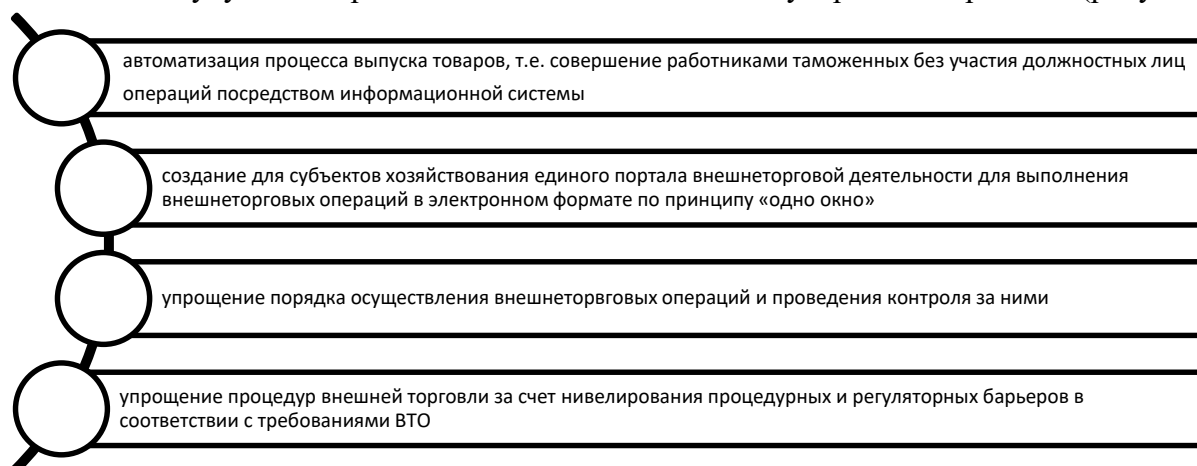 автоматизация процесса выпуска товаров, т.е. совершение работниками таможенных без участия должностных лиц
операций посредством информационной системы
создание для субъектов хозяйствования единого портала внешнеторговой деятельности для выполнения
внешнеторговых операций в электронном формате по принципу «одно окно»
упрощение порядка осуществления внешнеторвговых операций и проведения контроля за ними
упрощение процедур внешней торговли за счет нивелирования процедурных и регуляторных барьеров в
соответствии с требованиями ВТО